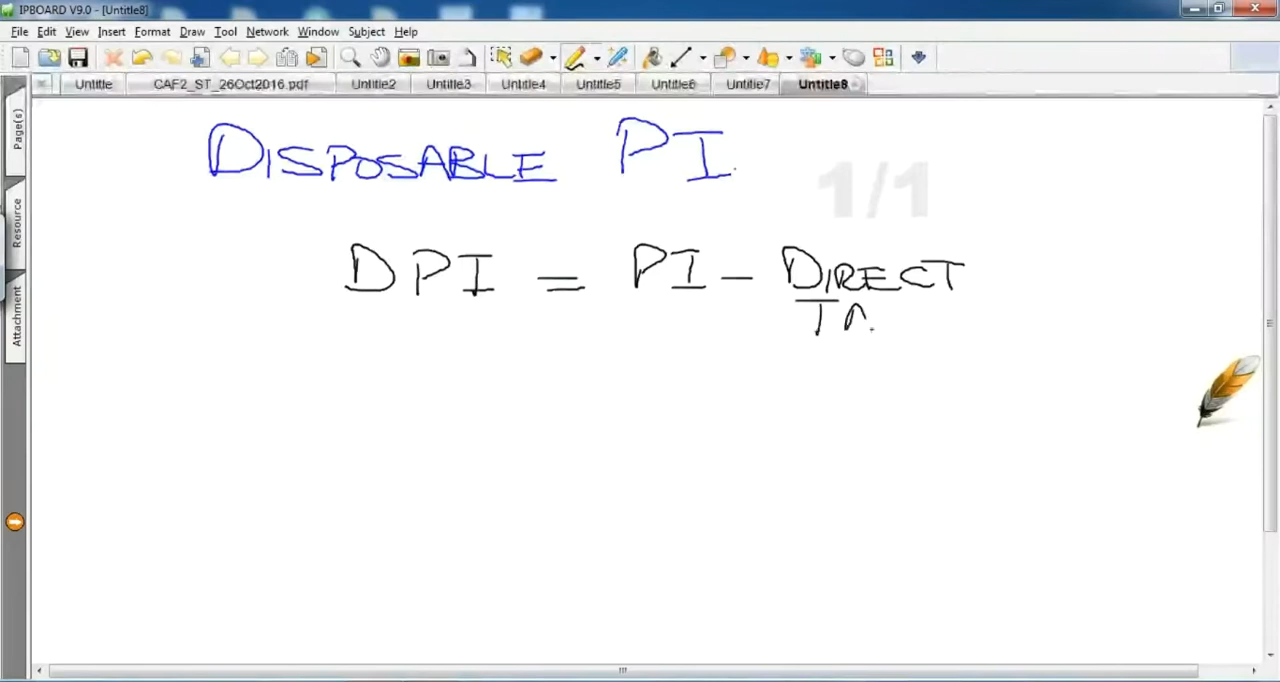 IPBOARD V9.0 - [Untitle8]
File Edit View Insert Format Draw Tool Network Window Subject Help
Untitle CAF2_ST_26Oct2016.pdf Untitle2 Untitle3 Untitle4 Untitle5 Untitle6 Untitle7 Untitle8
Page(s)
Resource
Attachment
DISPOSABLE PI.
1/1
DPI = PI - DIRECT